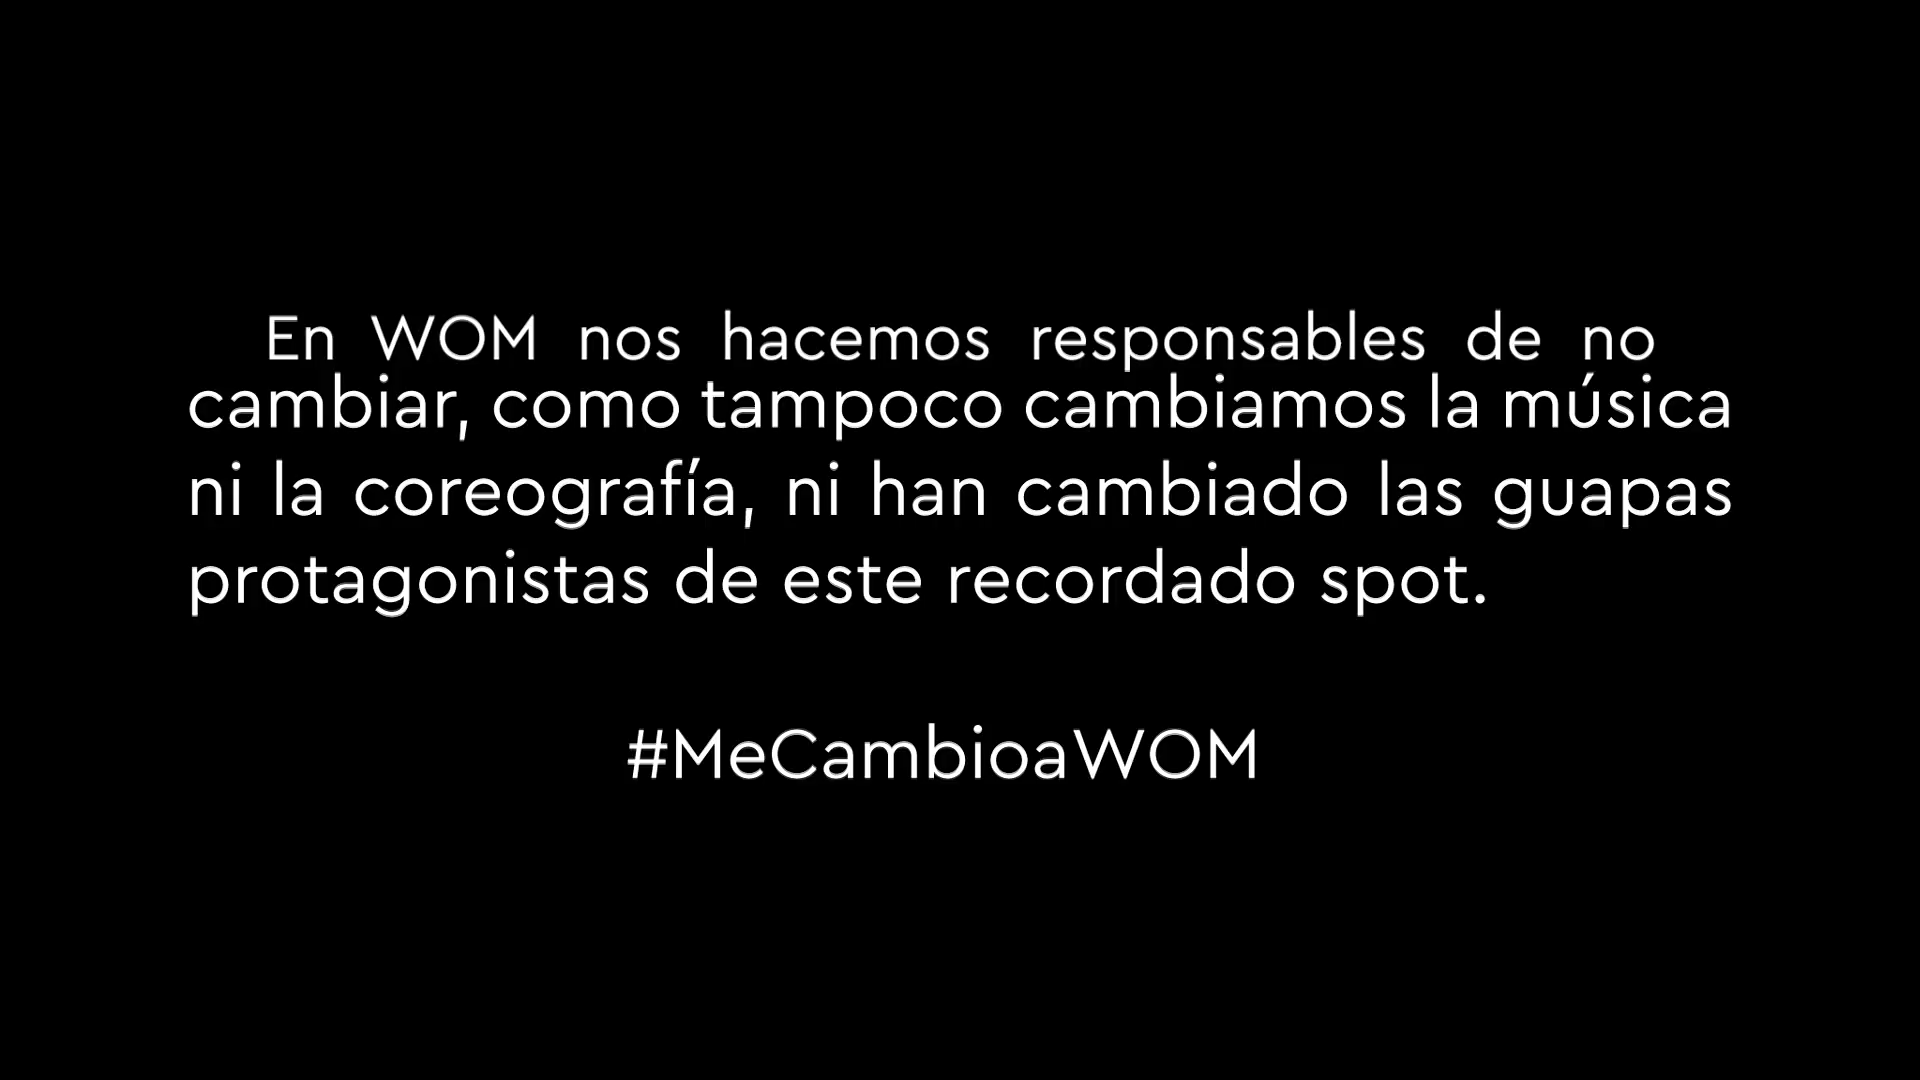 En WOM nos hacemos responsables de no
cambiar, como tampoco cambiamos la música
ni la coreografía, ni han cambiado las guapas
protagonistas de este recordado spot.
#MeCambioaWOM